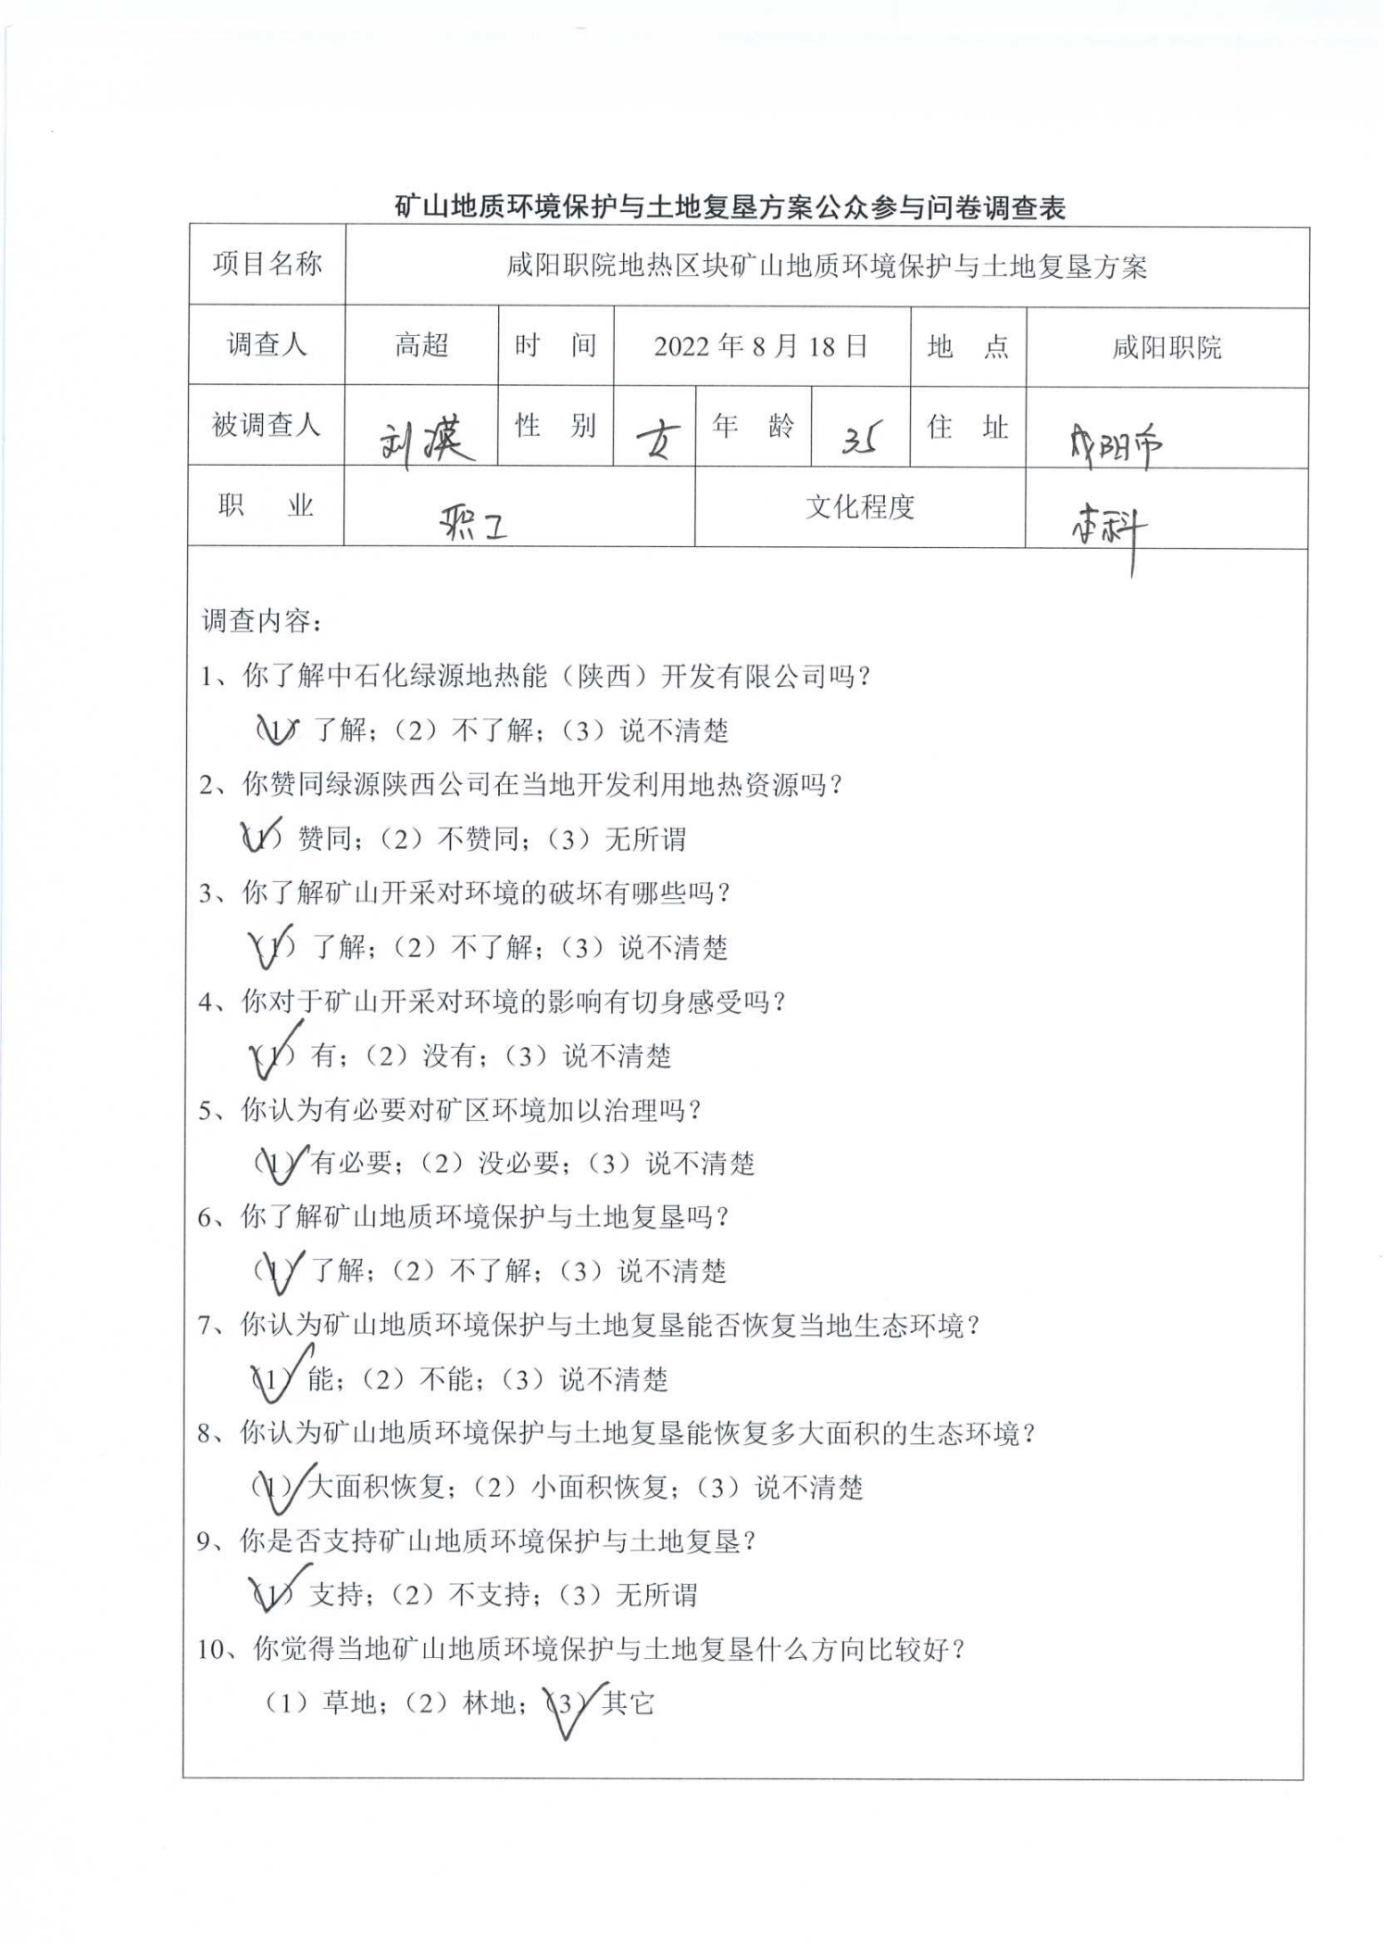 矿山地质环境保护与土地复垦方案公众参与问卷调查表
项目名称 咸阳职院地热区块矿山地质环境保护与土地复垦方案
调查人 高超 时 间 2022 年 8 月 18 日 地 点 咸阳职院
被调查人 刘 性 别 女 年 龄 35 住 址 咸阳市
职 业 职工 文化程度 本科
调查内容：
1、你了解中石化绿源地热能（陕西）开发有限公司吗？
（1）了解；（2）不了解；（3）说不清楚
2、你赞同绿源陕西公司在当地开发利用地热资源吗？
（1）赞同；（2）不赞同；（3）无所谓
3、你了解矿山开采对环境的破坏有哪些吗？
（1）了解；（2）不了解；（3）说不清楚
4、你对于矿山开采对环境的影响有切身感受吗？
（1）有；（2）没有；（3）说不清楚
5、你认为有必要对矿区环境加以治理吗？
（1）有必要；（2）没必要；（3）说不清楚
6、你了解矿山地质环境保护与土地复垦吗？
（1）了解；（2）不了解；（3）说不清楚
7、你认为矿山地质环境保护与土地复垦能否恢复当地生态环境？
（1）能；（2）不能；（3）说不清楚
8、你认为矿山地质环境保护与土地复垦能恢复多大面积的生态环境？
（1）大面积恢复；（2）小面积恢复；（3）说不清楚
9、你是否支持矿山地质环境保护与土地复垦？
（1）支持；（2）不支持；（3）无所谓
10、你觉得当地矿山地质环境保护与土地复垦什么方向比较好？
（1）草地；（2）林地；（3）其它